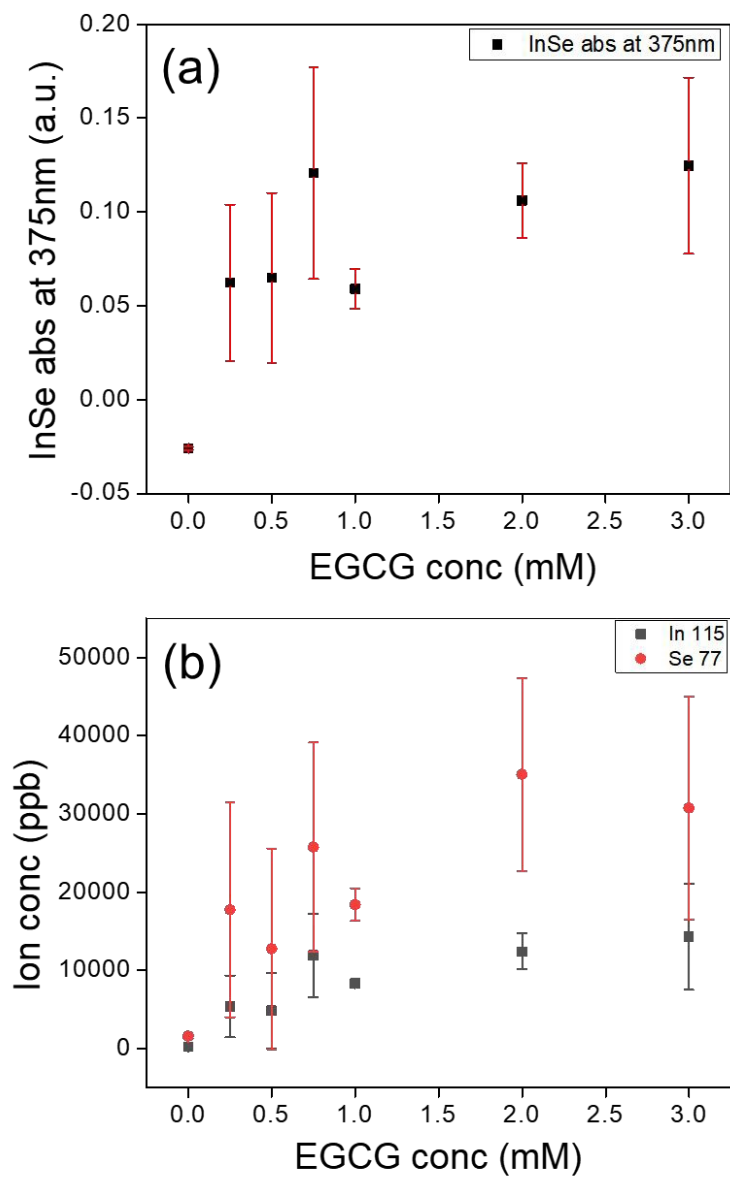 (a)
InSe abs at 375nm
InSe abs at 375nm (a.u.)
0.20
0.15
0.10
0.05
0.00
-0.05
0.0 0.5 1.0 1.5 2.0 2.5 3.0
EGCG conc (mM)
(b)
In 115
Se 77
Ion conc (ppb)
50000
40000
30000
20000
10000
0
0.0 0.5 1.0 1.5 2.0 2.5 3.0
EGCG conc (mM)